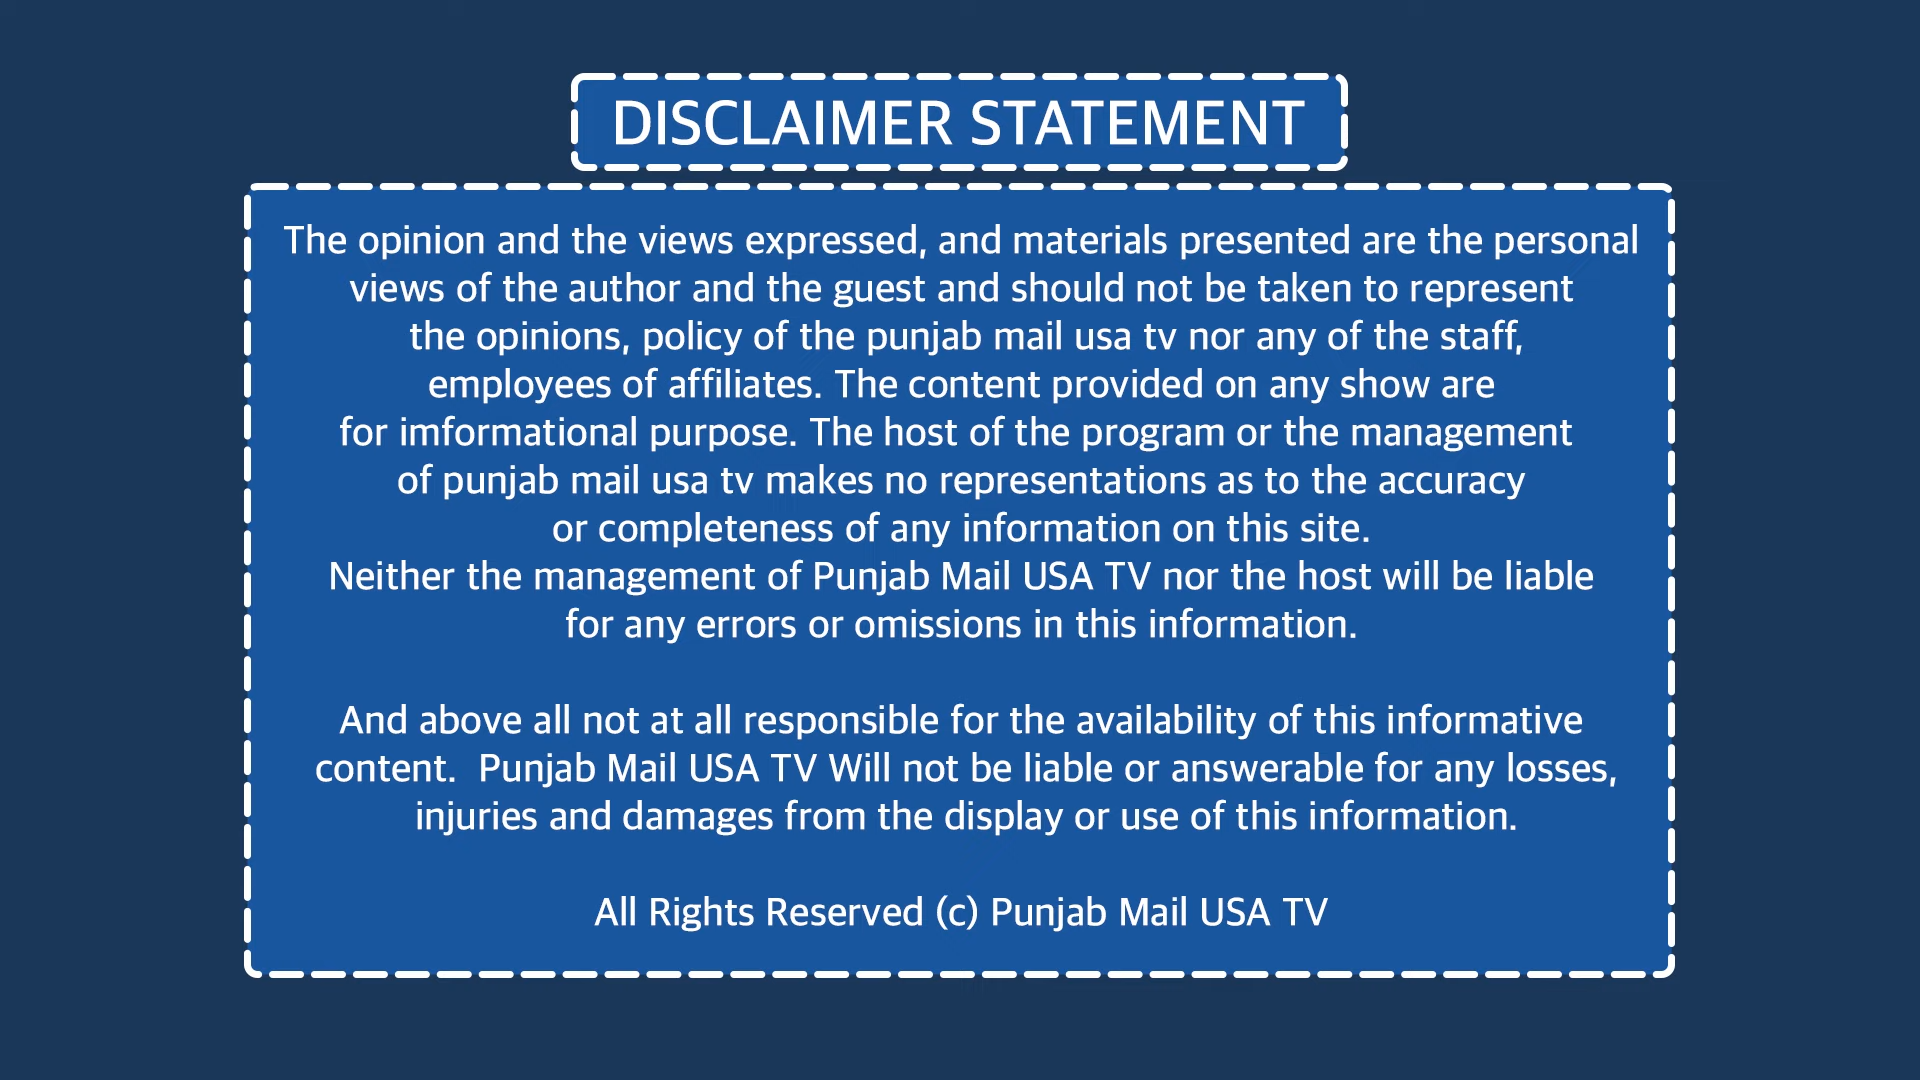 DISCLAIMER STATEMENT
The opinion and the views expressed, and materials presented are the personal
views of the author and the guest and should not be taken to represent
the opinions, policy of the punjab mail usa tv nor any of the staff,
employees of affiliates. The content provided on any show are
for imformational purpose. The host of the program or the management
of punjab mail usa tv makes no representations as to the accuracy
or completeness of any information on this site.
Neither the management of Punjab Mail USA TV nor the host will be liable
for any errors or omissions in this information.
And above all not at all responsible for the availability of this informative
content.  Punjab Mail USA TV Will not be liable or answerable for any losses,
injuries and damages from the display or use of this information.
All Rights Reserved (c) Punjab Mail USA TV